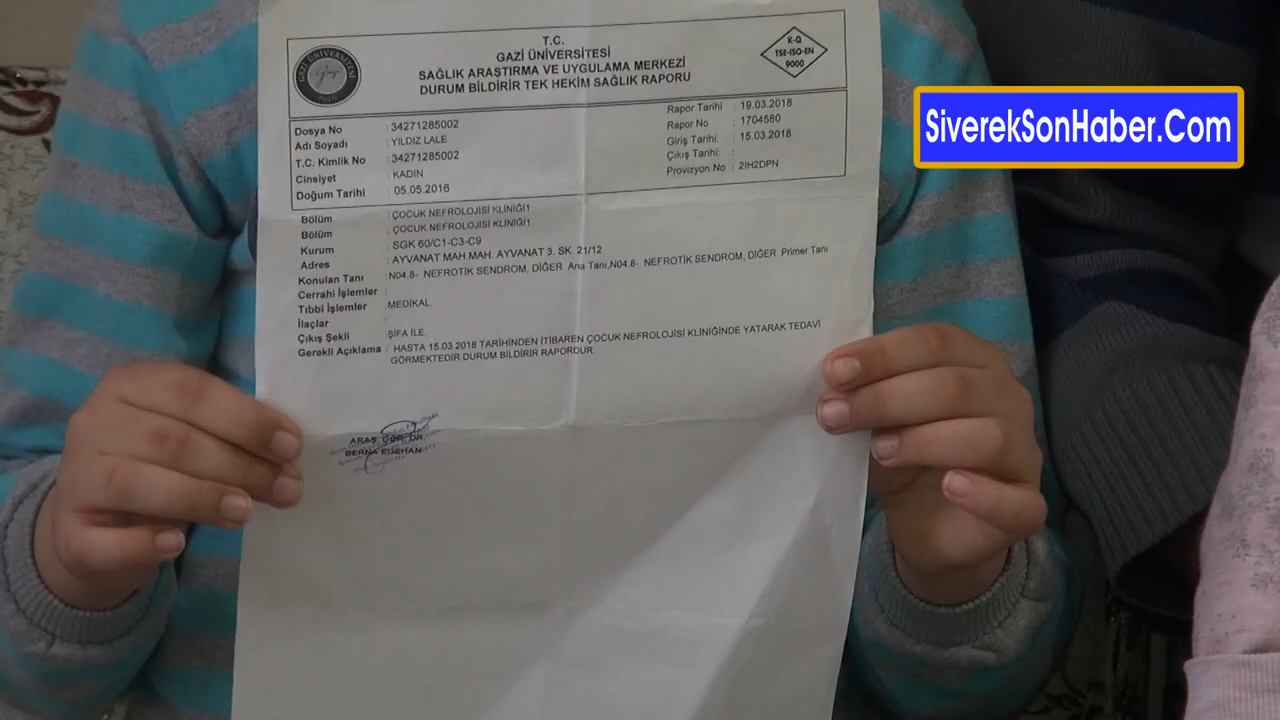 T.C.
GAZİ ÜNİVERSİTESİ
SAĞLIK ARAŞTIRMA VE UYGULAMA MERKEZİ
DURUM BİLDİRİR TEK HEKİM SAĞLIK RAPORU
K-Q
TSE-ISO-EN
9000
SiverekSonHaber.Com
Dosya No : 34271285002
Adı Soyadı : YILDIZ LALE
T.C. Kimlik No : 34271285002
Cinsiyet : KADIN
Doğum Tarihi : 05.05.2016
Rapor Tarihi : 19.03.2018
Rapor No : 1704580
Giriş Tarihi: : 15.03.2018
Çıkış Tarihi: :
Provizyon No : 2IH2DPN
Bölüm : ÇOCUK NEFROLOJİSİ KLİNİĞİ1
Bölüm : ÇOCUK NEFROLOJİSİ KLİNİĞİ1
Kurum : SGK 60/C1-C3-C9
Adres : AYVANAT MAH MAH. AYVANAT 3. SK. 21/12
Konulan Tanı : N04.8- NEFROTİK SENDROM, DİĞER Ana Tanı,N04.8- NEFROTİK SENDROM, DİĞER Primer Tanı
Cerrahi İşlemler :
Tıbbi İşlemler : MEDİKAL.
İlaçlar :
Çıkış Şekli : ŞİFA İLE
Gerekli Açıklama : HASTA 15.03.2018 TARİHİNDEN İTİBAREN ÇOCUK NEFROLOJİSİ KLİNİĞİNDE YATARAK TEDAVİ
GÖRMEKTEDİR DURUM BİLDİRİR RAPORDUR.
ARAŞ GÖR DR.
BERNA EGEHAN